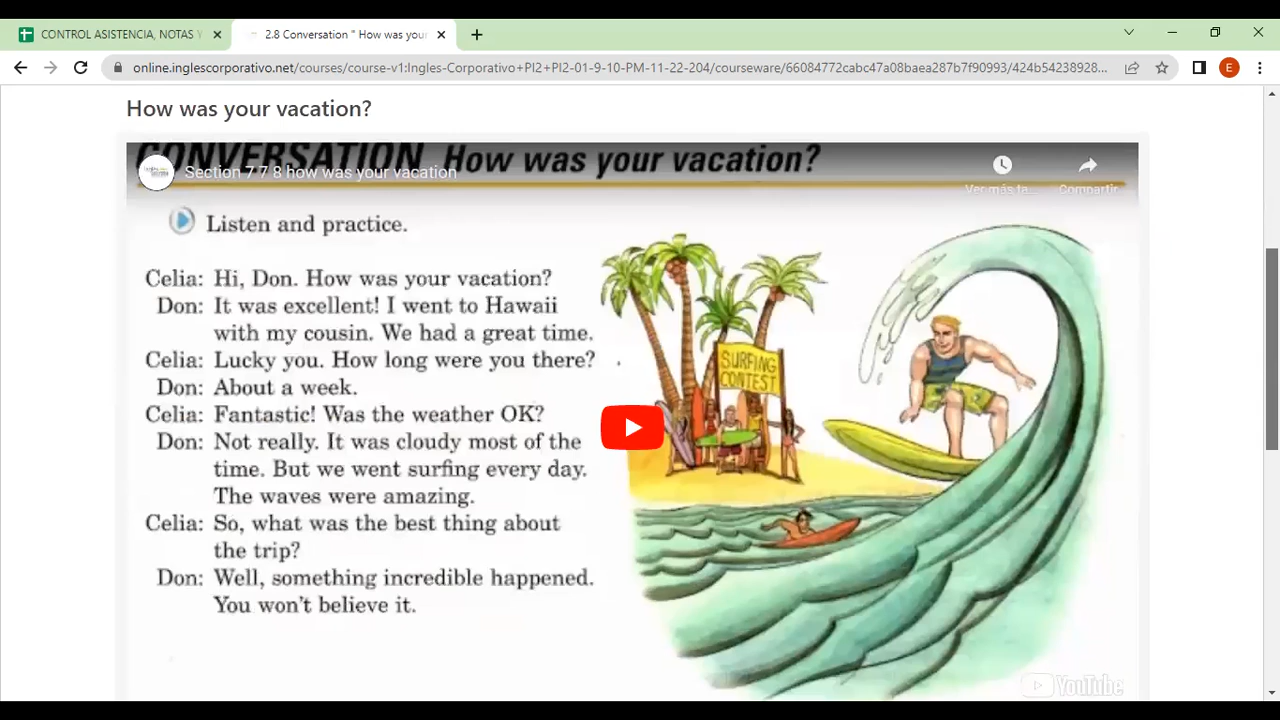 CONTROL ASISTENCIA, NOTAS
2.8 Conversation " How was your
online.inglescorporativo.net/courses/course-v1:Ingles-Corporativo+PI2+PI2-01-9-10-PM-11-22-204/courseware/66084772cabc47a08baea287b7f90993/424b54238928...
E
How was your vacation?
CONVERSATION How was your vacation?
Section 7 7 8 how was your vacation
Ver más ta...
Compartir
Listen and practice.
Celia: Hi, Don. How was your vacation?
Don: It was excellent! I went to Hawaii
with my cousin. We had a great time.
Celia: Lucky you. How long were you there?
Don: About a week.
Celia: Fantastic! Was the weather OK?
Don: Not really. It was cloudy most of the
time. But we went surfing every day.
The waves were amazing.
Celia: So, what was the best thing about
the trip?
Don: Well, something incredible happened.
You won't believe it.
SURFING
CONTEST
YouTube